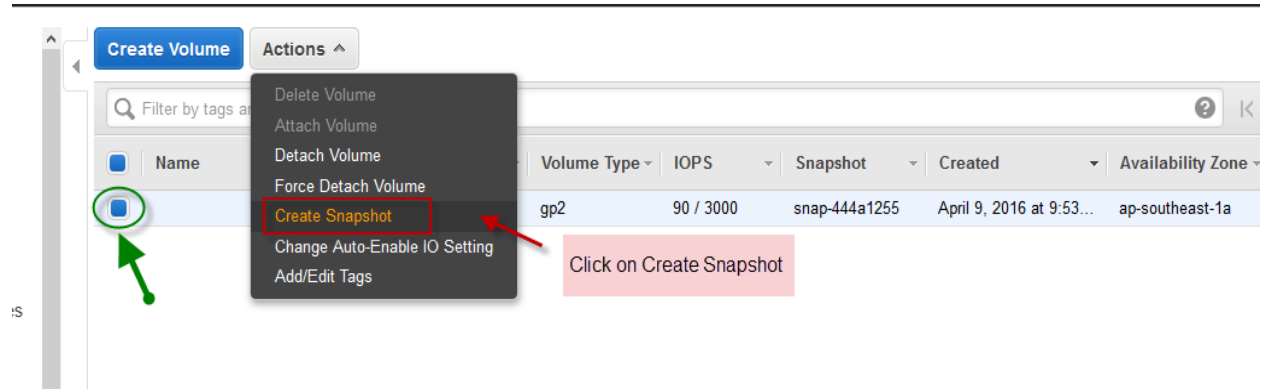 Create Volume Actions
Filter by tags
Delete Volume
Attach Volume
Detach Volume
Force Detach Volume
Create Snapshot
Change Auto-Enable IO Setting
Add/Edit Tags
Name Volume Type IOPS Snapshot Created Availability Zone
gp2 90 / 3000 snap-444a1255 April 9, 2016 at 9:53... ap-southeast-1a
Click on Create Snapshot